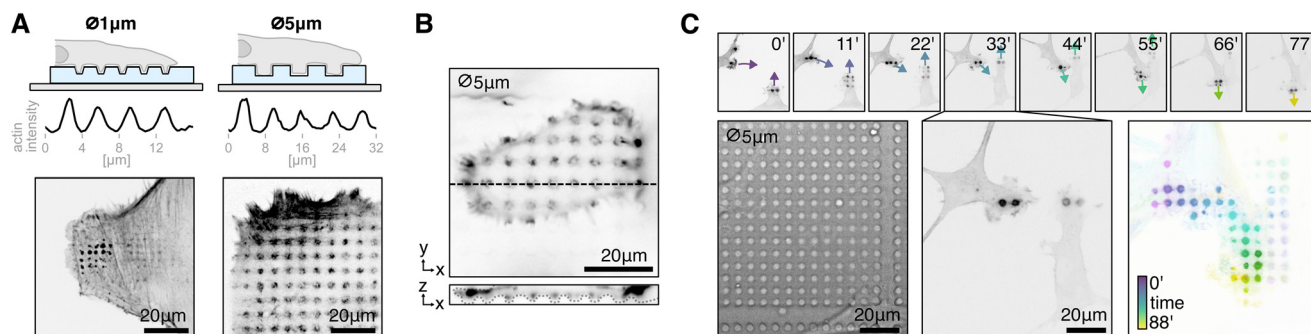 A
Ø1µm
Ø5µm
actin
intensity
0 4 8 12
[µm]
0 8 16 24 32
[µm]
20µm
20µm
B
Ø5µm
y
x
20µm
z
x
C
0' 11' 22' 33' 44' 55' 66' 77'
Ø5µm
20µm
20µm
0'
time
88'